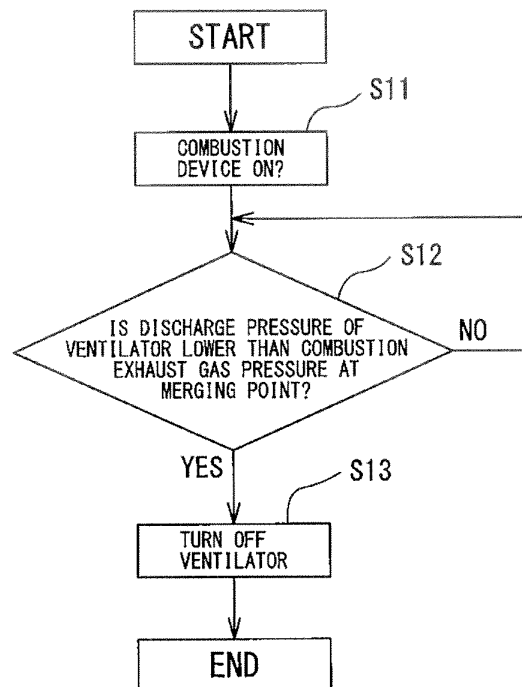 START
S11
COMBUSTION
DEVICE ON?
S12
IS DISCHARGE PRESSURE OF
VENTILATOR LOWER THAN COMBUSTION
EXHAUST GAS PRESSURE AT
MERGING POINT?
NO
YES
S13
TURN OFF
VENTILATOR
END